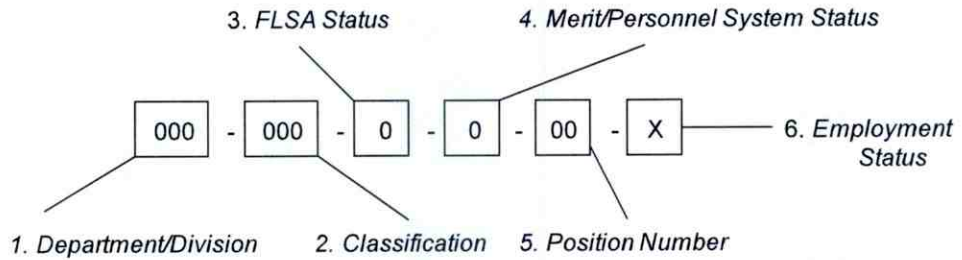 3. FLSA Status
4. Merit/Personnel System Status
000 - 000 - 0 - 0 - 00 - X
6. Employment
Status
1. Department/Division
2. Classification
5. Position Number